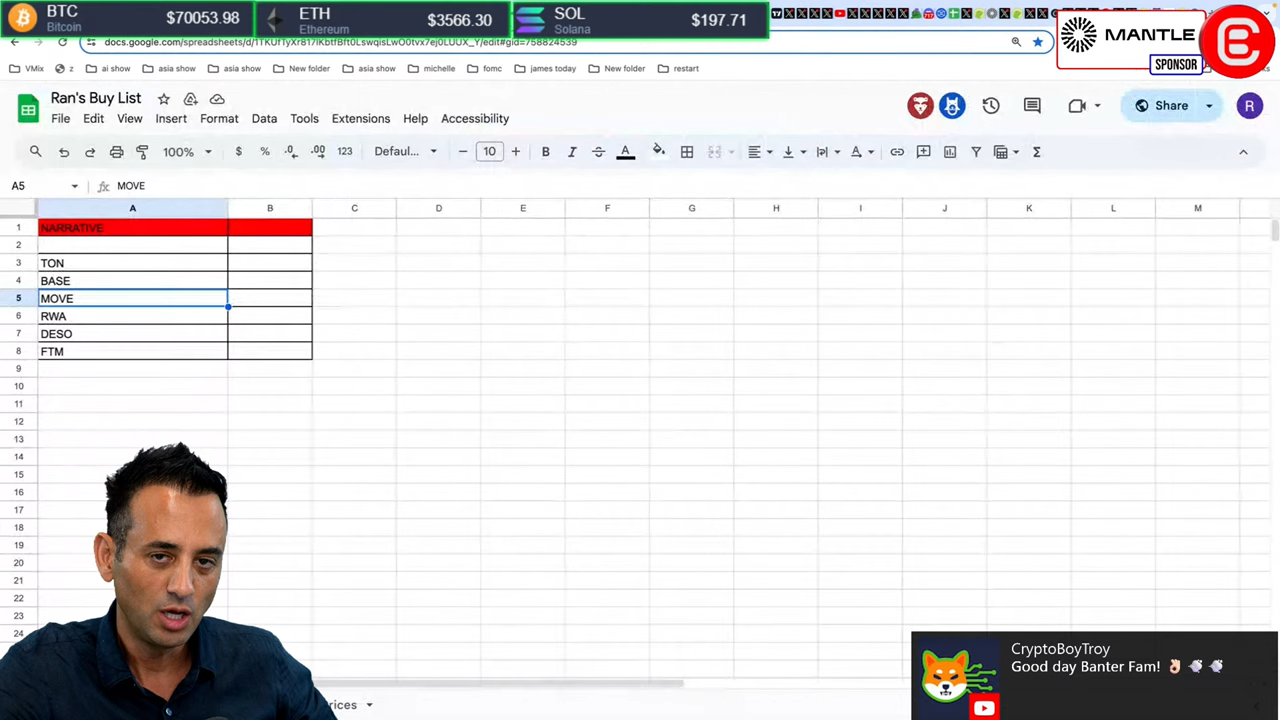 BTC
Bitcoin
$70053.98
ETH
Ethereum
$3566.30
SOL
Solana
$197.71
MANTLE
SPONSOR
VMix
z
ai show
asia show
asia show
New folder
asia show
michelle
fomc
james today
New folder
restart
Ran's Buy List
File Edit View Insert Format Data Tools Extensions Help Accessibility
Share
R
100%
$ % .0 .00 123
Defaul...
10
B I S A
A5
fx MOVE
A B C D E F G H I J K L M
1 NARRATIVE
2
3 TON
4 BASE
5 MOVE
6 RWA
7 DESO
8 FTM
9
10
11
12
13
14
15
16
17
18
19
20
21
22
23
24
rices
CryptoBoyTroy
Good day Banter Fam!